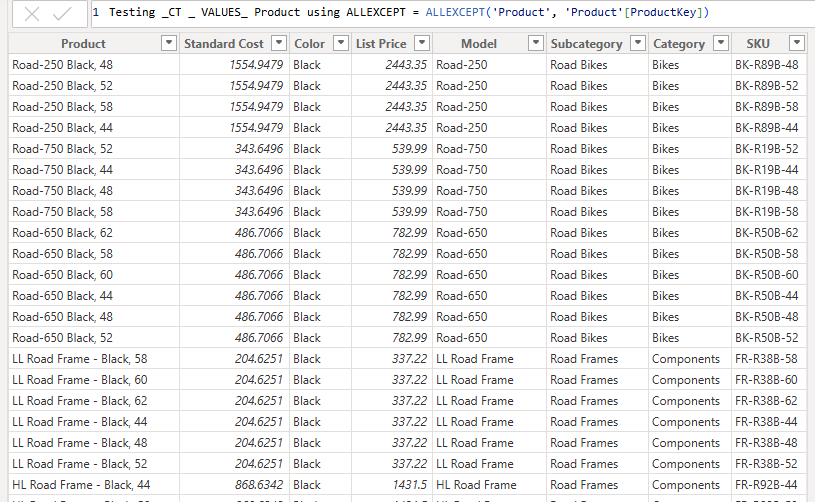 1 Testing _CT _ VALUES_ Product using ALLEXCEPT = ALLEXCEPT('Product', 'Product'[ProductKey])
Product Standard Cost Color List Price Model Subcategory Category SKU
Road-250 Black, 48 1554.9479 Black 2443.35 Road-250 Road Bikes Bikes BK-R89B-48
Road-250 Black, 52 1554.9479 Black 2443.35 Road-250 Road Bikes Bikes BK-R89B-52
Road-250 Black, 58 1554.9479 Black 2443.35 Road-250 Road Bikes Bikes BK-R89B-58
Road-250 Black, 44 1554.9479 Black 2443.35 Road-250 Road Bikes Bikes BK-R89B-44
Road-750 Black, 52 343.6496 Black 539.99 Road-750 Road Bikes Bikes BK-R19B-52
Road-750 Black, 44 343.6496 Black 539.99 Road-750 Road Bikes Bikes BK-R19B-44
Road-750 Black, 48 343.6496 Black 539.99 Road-750 Road Bikes Bikes BK-R19B-48
Road-750 Black, 58 343.6496 Black 539.99 Road-750 Road Bikes Bikes BK-R19B-58
Road-650 Black, 62 486.7066 Black 782.99 Road-650 Road Bikes Bikes BK-R50B-62
Road-650 Black, 58 486.7066 Black 782.99 Road-650 Road Bikes Bikes BK-R50B-58
Road-650 Black, 60 486.7066 Black 782.99 Road-650 Road Bikes Bikes BK-R50B-60
Road-650 Black, 44 486.7066 Black 782.99 Road-650 Road Bikes Bikes BK-R50B-44
Road-650 Black, 48 486.7066 Black 782.99 Road-650 Road Bikes Bikes BK-R50B-48
Road-650 Black, 52 486.7066 Black 782.99 Road-650 Road Bikes Bikes BK-R50B-52
LL Road Frame - Black, 58 204.6251 Black 337.22 LL Road Frame Road Frames Components FR-R38B-58
LL Road Frame - Black, 60 204.6251 Black 337.22 LL Road Frame Road Frames Components FR-R38B-60
LL Road Frame - Black, 62 204.6251 Black 337.22 LL Road Frame Road Frames Components FR-R38B-62
LL Road Frame - Black, 44 204.6251 Black 337.22 LL Road Frame Road Frames Components FR-R38B-44
LL Road Frame - Black, 48 204.6251 Black 337.22 LL Road Frame Road Frames Components FR-R38B-48
LL Road Frame - Black, 52 204.6251 Black 337.22 LL Road Frame Road Frames Components FR-R38B-52
HL Road Frame - Black, 44 868.6342 Black 1431.5 HL Road Frame Road Frames Components FR-R92B-44